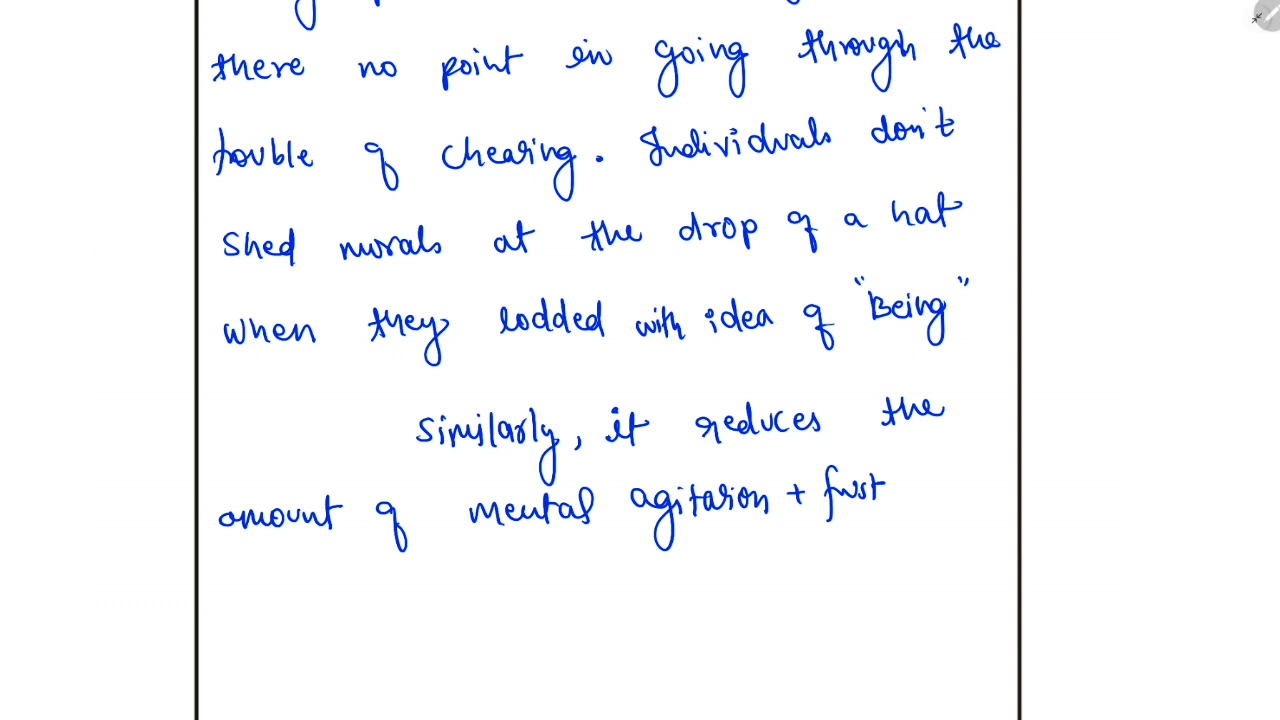 there no point in going through the
trouble of cheating. Individuals don't
shed morals at the drop of a hat
when they lodded with idea of "Being"
Similarly, it reduces the
amount of mental agitation + frust